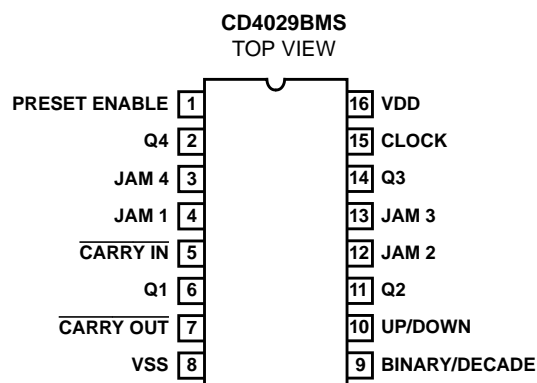 CD4029BMS
TOP VIEW
PRESET ENABLE 1 16 VDD
Q4 2 15 CLOCK
JAM 4 3 14 Q3
JAM 1 4 13 JAM 3
CARRY IN 5 12 JAM 2
Q1 6 11 Q2
CARRY OUT 7 10 UP/DOWN
VSS 8 9 BINARY/DECADE